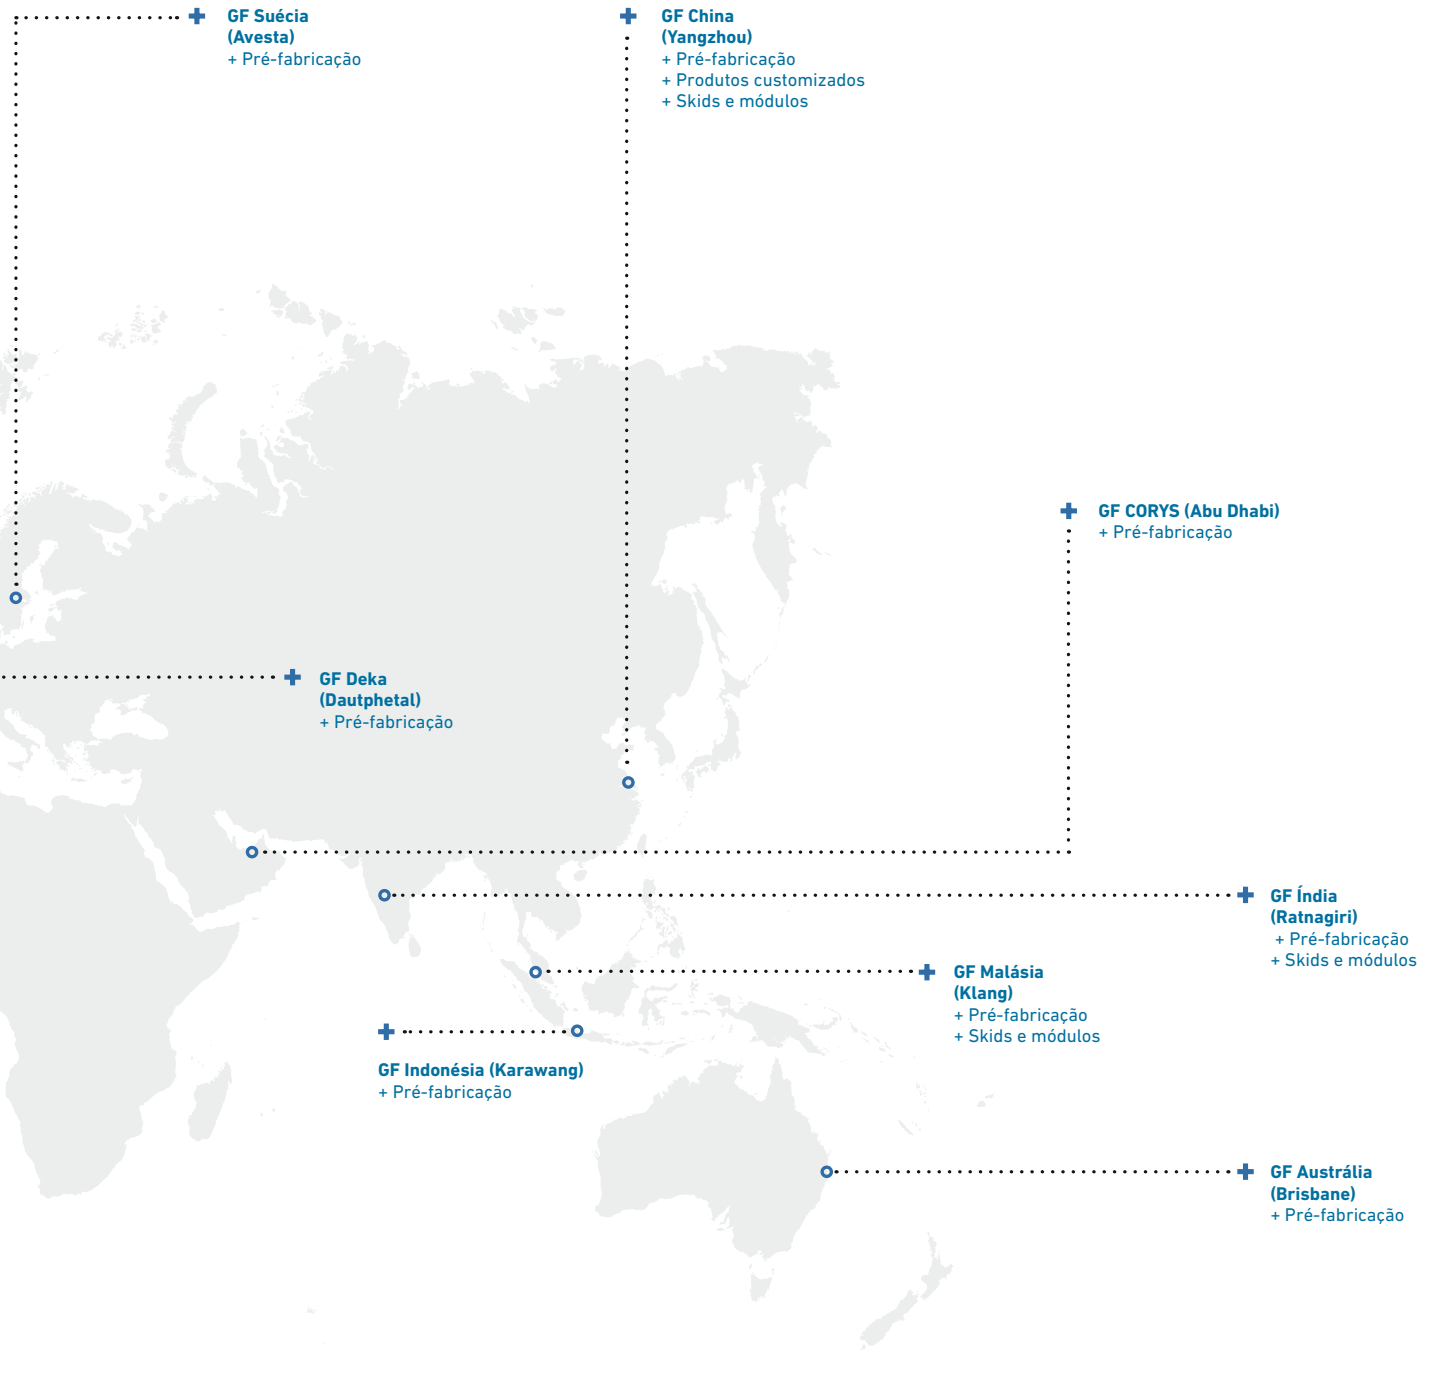 GF Suécia
(Avesta)
+ Pré-fabricação
GF China
(Yangzhou)
+ Pré-fabricação
+ Produtos customizados
+ Skids e módulos
GF CORYS (Abu Dhabi)
+ Pré-fabricação
GF Deka
(Dautphetal)
+ Pré-fabricação
GF Índia
(Ratnagiri)
+ Pré-fabricação
+ Skids e módulos
GF Malásia
(Klang)
+ Pré-fabricação
+ Skids e módulos
GF Indonésia (Karawang)
+ Pré-fabricação
GF Austrália
(Brisbane)
+ Pré-fabricação